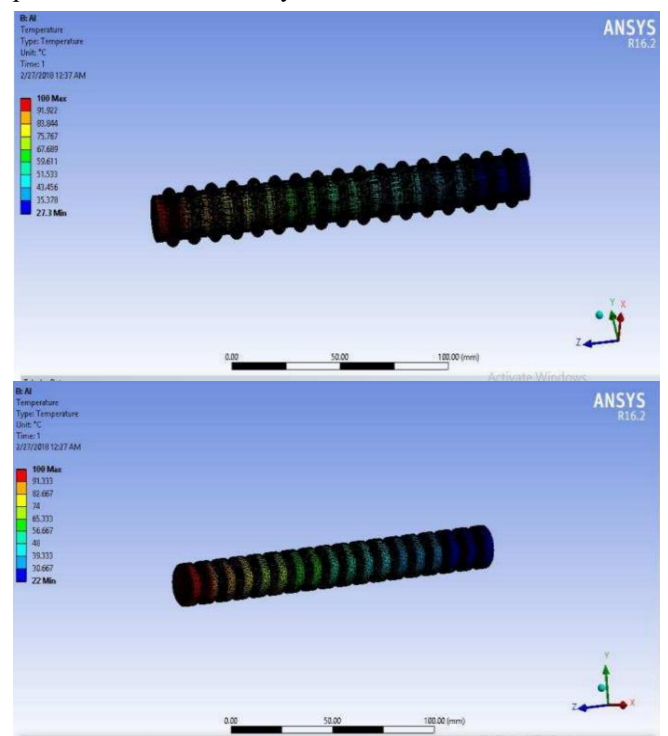 B: Al
Temperature
Type: Temperature
Unit: °C
Time: 1
2/27/2018 12:37 AM
100 Max
91.922
83.844
75.767
67.689
59.611
51.533
43.456
35.378
27.3 Min
ANSYS
R16.2
Y X
Z
0.00 50.00 100.00 (mm)
Activate Windows
B: Al
Temperature
Type: Temperature
Unit: °C
Time: 1
2/27/2018 12:27 AM
100 Max
91.333
82.667
74
65.333
56.667
48
39.333
30.667
22 Min
ANSYS
R16.2
Y
Z X
0.00 50.00 100.00 (mm)